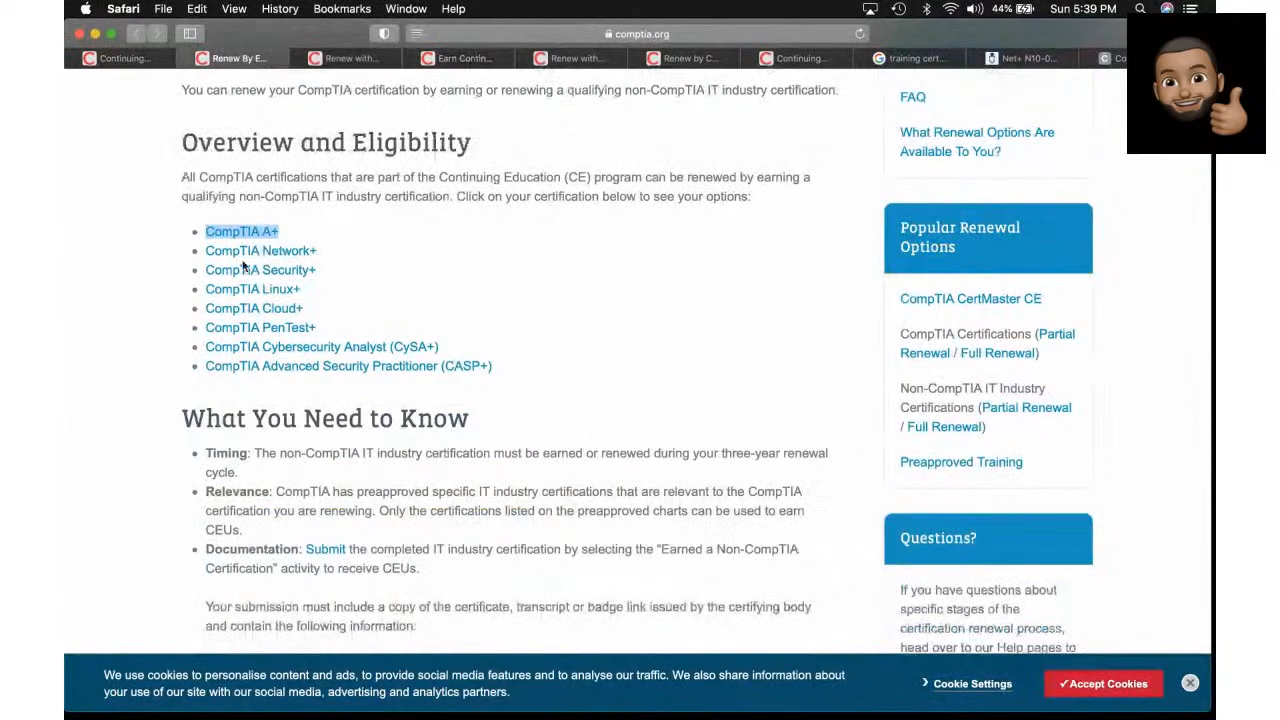 Safari File Edit View History Bookmarks Window Help 44% Sun 5:39 PM
comptia.org
Continuing... Renew By E... Renew with... Earn Contin... Renew with... Renew by C... Continuing... training cert... Net+ N10-0... Co
You can renew your CompTIA certification by earning or renewing a qualifying non-CompTIA IT industry certification.
Overview and Eligibility
All CompTIA certifications that are part of the Continuing Education (CE) program can be renewed by earning a
qualifying non-CompTIA IT industry certification. Click on your certification below to see your options:
CompTIA A+
CompTIA Network+
CompTIA Security+
CompTIA Linux+
CompTIA Cloud+
CompTIA PenTest+
CompTIA Cybersecurity Analyst (CySA+)
CompTIA Advanced Security Practitioner (CASP+)
What You Need to Know
Timing: The non-CompTIA IT industry certification must be earned or renewed during your three-year renewal
cycle.
Relevance: CompTIA has preapproved specific IT industry certifications that are relevant to the CompTIA
certification you are renewing. Only the certifications listed on the preapproved charts can be used to earn
CEUs.
Documentation: Submit the completed IT industry certification by selecting the "Earned a Non-CompTIA
Certification" activity to receive CEUs.
Your submission must include a copy of the certificate, transcript or badge link issued by the certifying body
and contain the following information:
FAQ
What Renewal Options Are
Available To You?
Popular Renewal
Options
CompTIA CertMaster CE
CompTIA Certifications (Partial
Renewal / Full Renewal)
Non-CompTIA IT Industry
Certifications (Partial Renewal
/ Full Renewal)
Preapproved Training
Questions?
If you have questions about
specific stages of the
certification renewal process,
head over to our Help pages to
We use cookies to personalise content and ads, to provide social media features and to analyse our traffic. We also share information about
your use of our site with our social media, advertising and analytics partners.
Cookie Settings
✓Accept Cookies